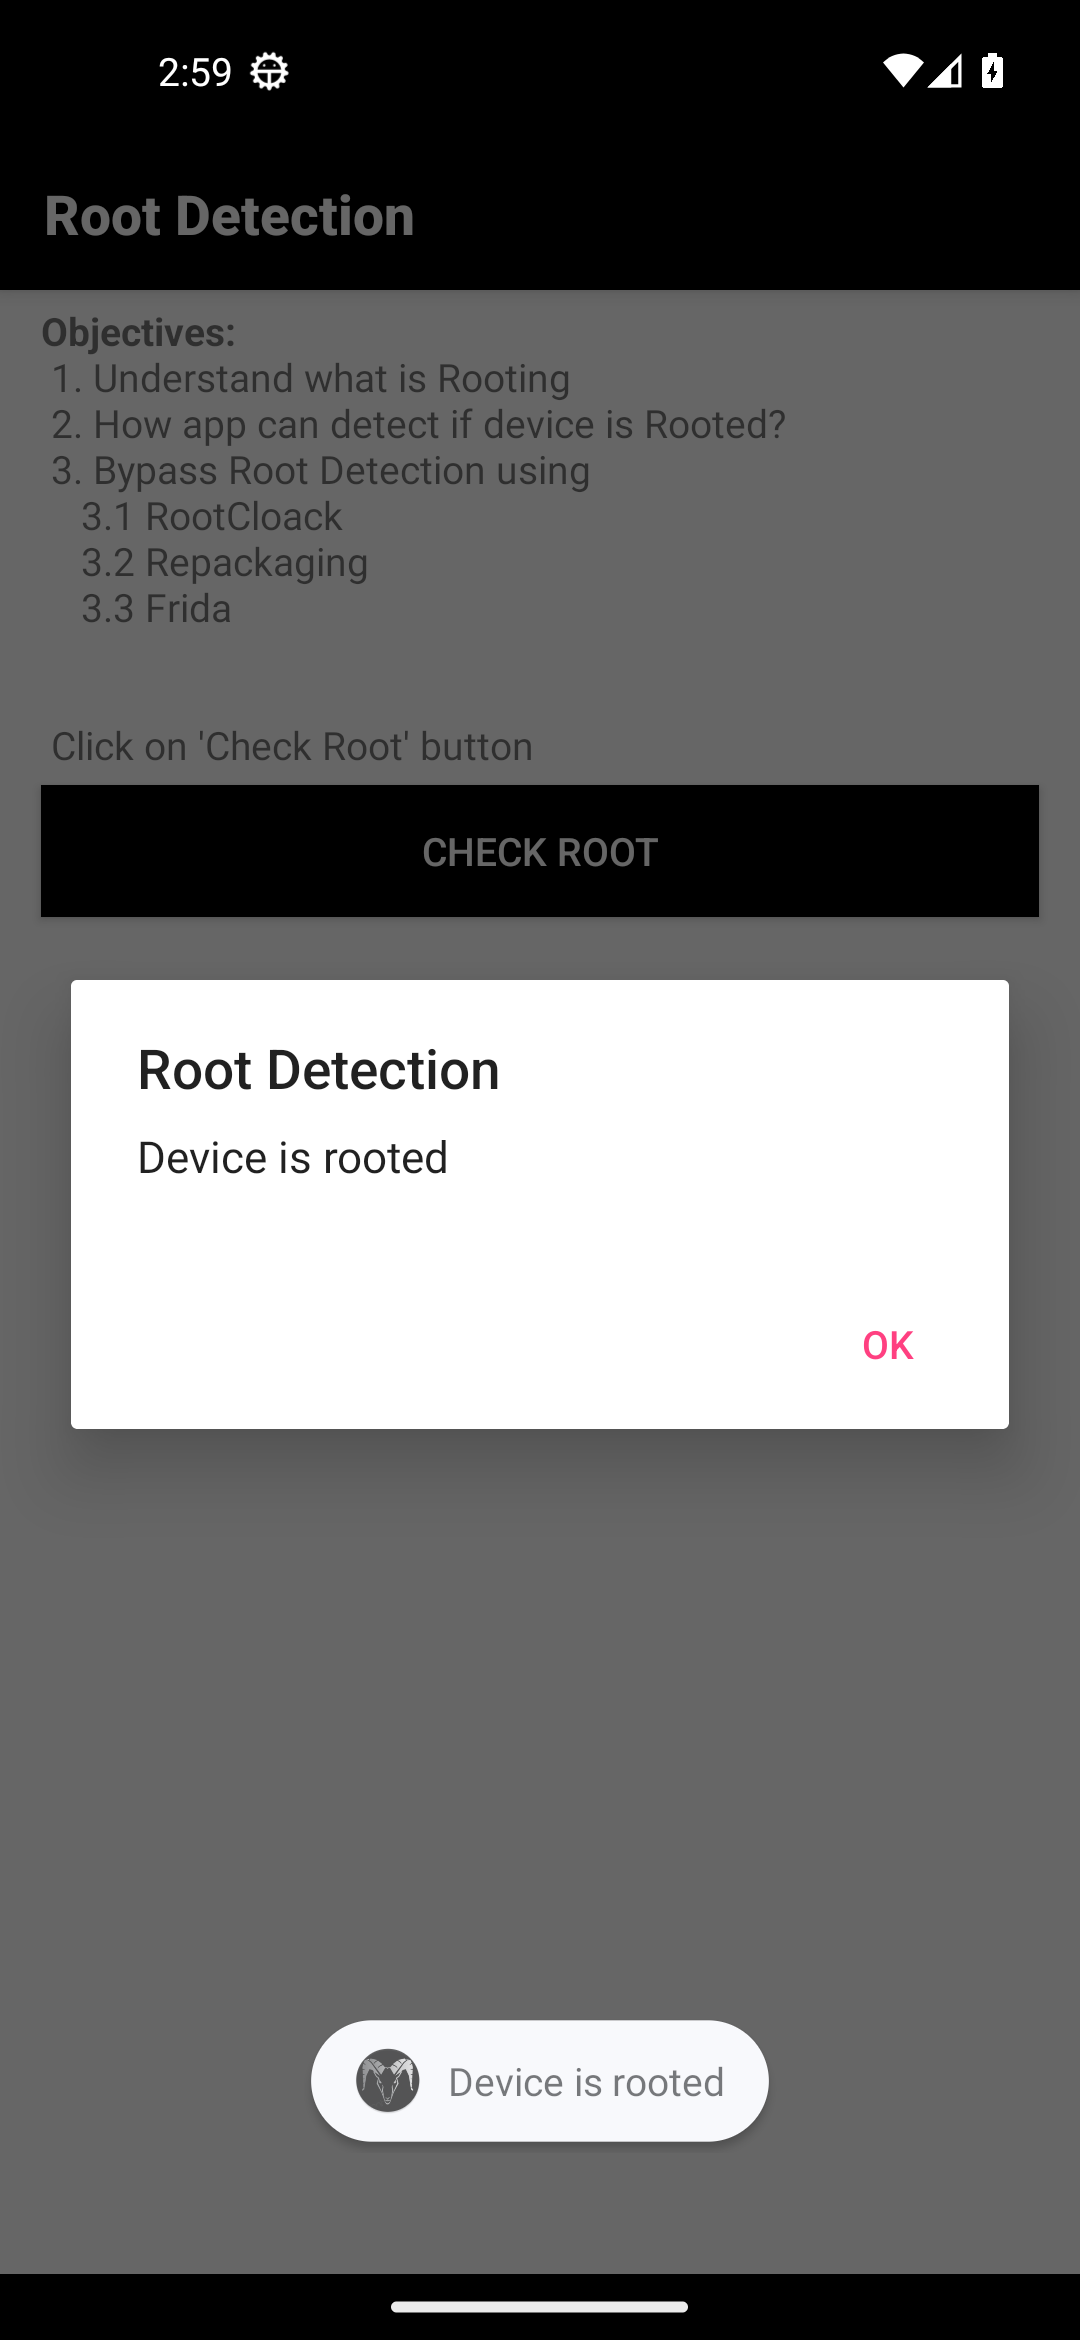 2:59
Root Detection
Objectives:
1. Understand what is Rooting
2. How app can detect if device is Rooted?
3. Bypass Root Detection using
3.1 RootCloack
3.2 Repackaging
3.3 Frida
Click on 'Check Root' button
CHECK ROOT
Root Detection
Device is rooted
OK
Device is rooted